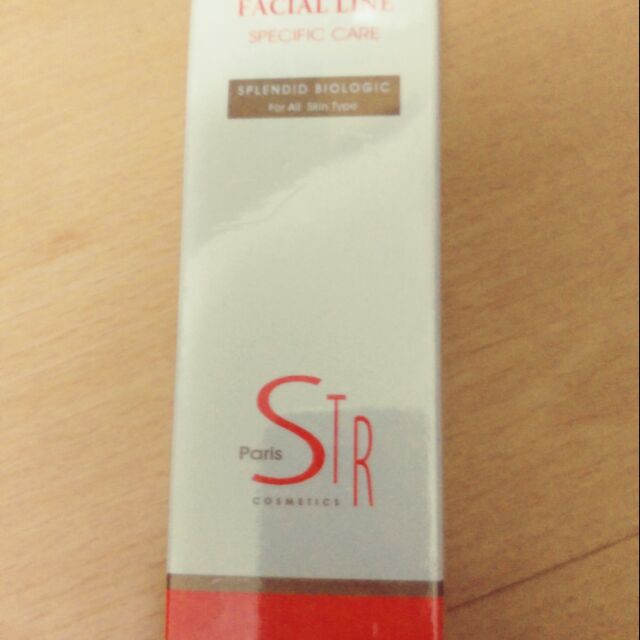 FACIAL LINE
SPECIFIC CARE
SPLENDID BIOLOGIC
For All Skin Type
Paris STR
COSMETICS